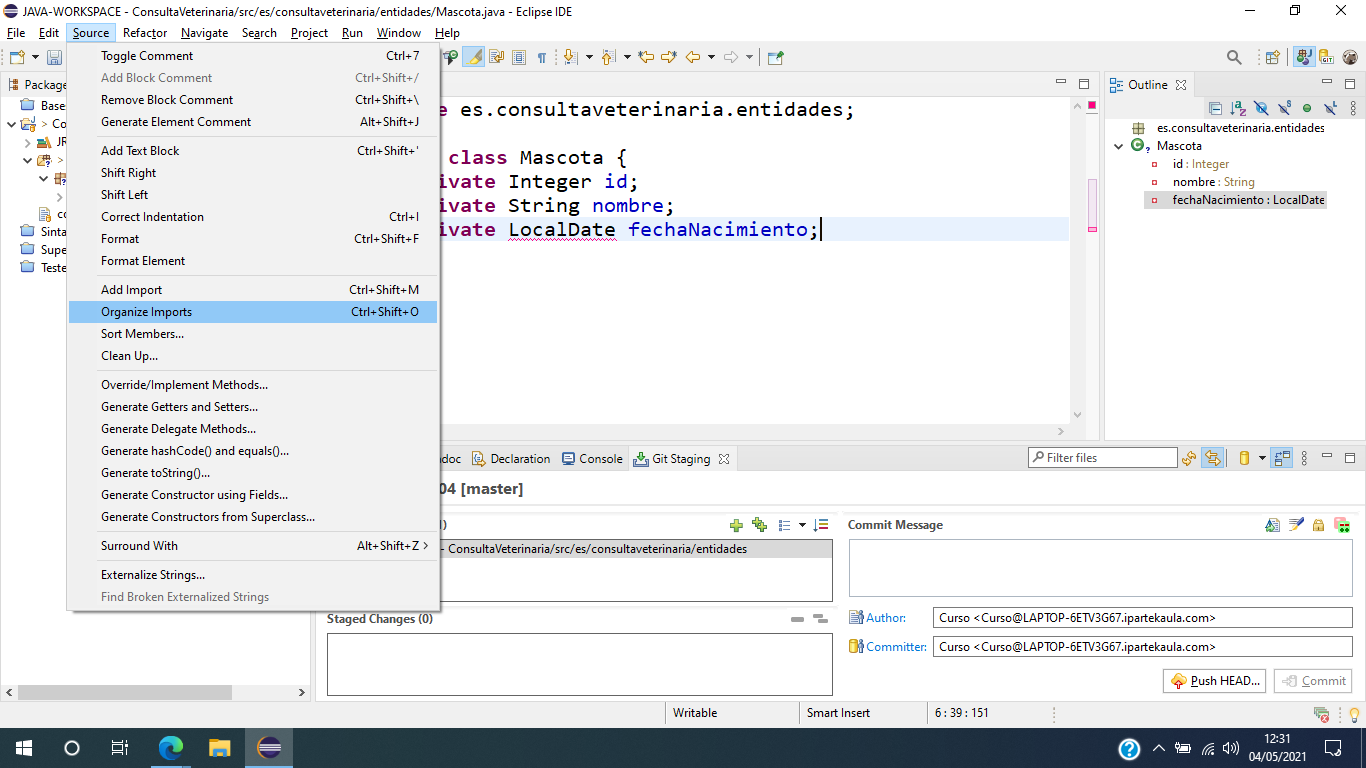 JAVA-WORKSPACE - ConsultaVeterinaria/src/es/consultaveterinaria/entidades/Mascota.java - Eclipse IDE
File Edit Source Refactor Navigate Search Project Run Window Help
Toggle Comment Ctrl+7
Add Block Comment Ctrl+Shift+/
Remove Block Comment Ctrl+Shift+\
Generate Element Comment Alt+Shift+J
Add Text Block Ctrl+Shift+'
Shift Right
Shift Left
Correct Indentation Ctrl+I
Format Ctrl+Shift+F
Format Element
Add Import Ctrl+Shift+M
Organize Imports Ctrl+Shift+O
Sort Members...
Clean Up...
Override/Implement Methods...
Generate Getters and Setters...
Generate Delegate Methods...
Generate hashCode() and equals()...
Generate toString()...
Generate Constructor using Fields...
Generate Constructors from Superclass...
Surround With Alt+Shift+Z
Externalize Strings...
Find Broken Externalized Strings
Package
Base
> Co
JR
>
co
Sinta
Supe
Teste
e es.consultaveterinaria.entidades;
class Mascota {
ivate Integer id;
ivate String nombre;
ivate LocalDate fechaNacimiento;
Outline
es.consultaveterinaria.entidades
Mascota
id : Integer
nombre : String
fechaNacimiento : LocalDate
doc Declaration Console Git Staging
Filter files
04 [master]
)
- ConsultaVeterinaria/src/es/consultaveterinaria/entidades
Staged Changes (0)
Commit Message
Author: Curso <Curso@LAPTOP-6ETV3G67.ipartekaula.com>
Committer: Curso <Curso@LAPTOP-6ETV3G67.ipartekaula.com>
Push HEAD... Commit
Writable Smart Insert 6 : 39 : 151
12:31
04/05/2021